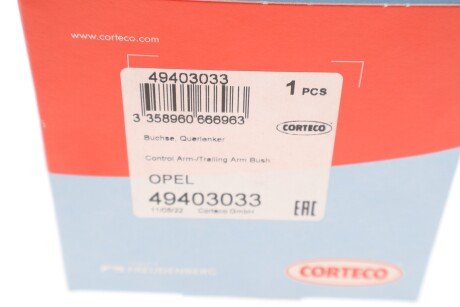 www.corteco.com
49403033
1 PCS
3 358960 666963
CORTECO
Buchse, Querlenker
Control Arm-/Trailing Arm Bush
OPEL
49403033
11/08/22 Corteco GmbH
EAC
FREUDENBERG
CORTECO